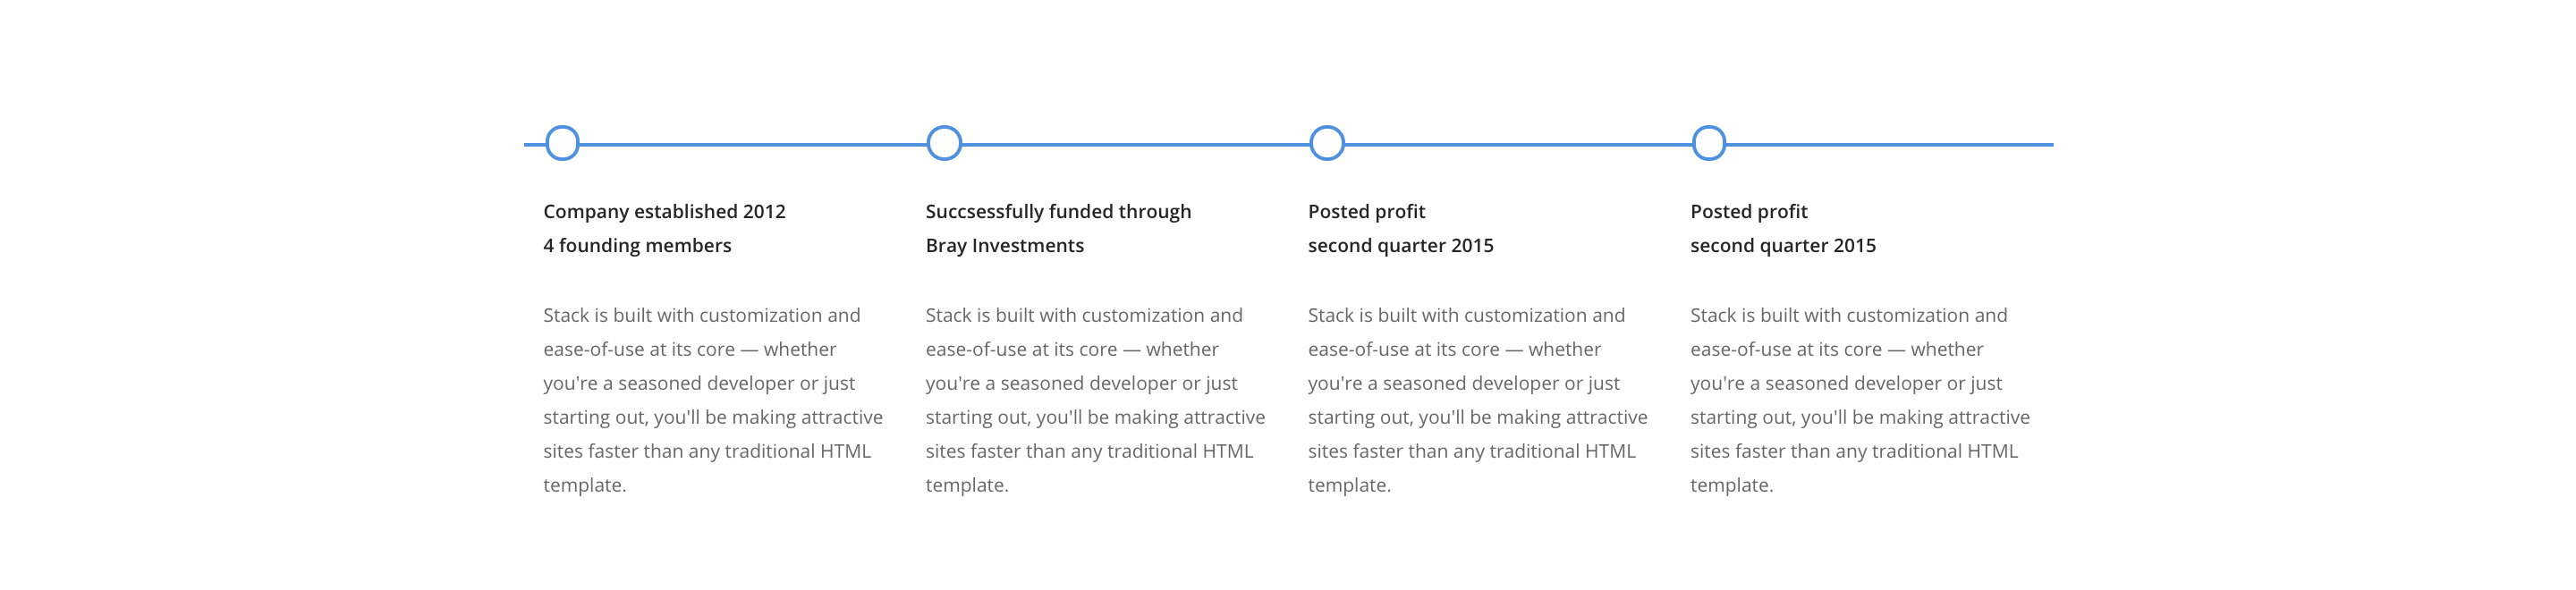 Company established 2012
4 founding members
Stack is built with customization and
ease-of-use at its core — whether
you're a seasoned developer or just
starting out, you'll be making attractive
sites faster than any traditional HTML
template.
Succsessfully funded through
Bray Investments
Stack is built with customization and
ease-of-use at its core — whether
you're a seasoned developer or just
starting out, you'll be making attractive
sites faster than any traditional HTML
template.
Posted profit
second quarter 2015
Stack is built with customization and
ease-of-use at its core — whether
you're a seasoned developer or just
starting out, you'll be making attractive
sites faster than any traditional HTML
template.
Posted profit
second quarter 2015
Stack is built with customization and
ease-of-use at its core — whether
you're a seasoned developer or just
starting out, you'll be making attractive
sites faster than any traditional HTML
template.